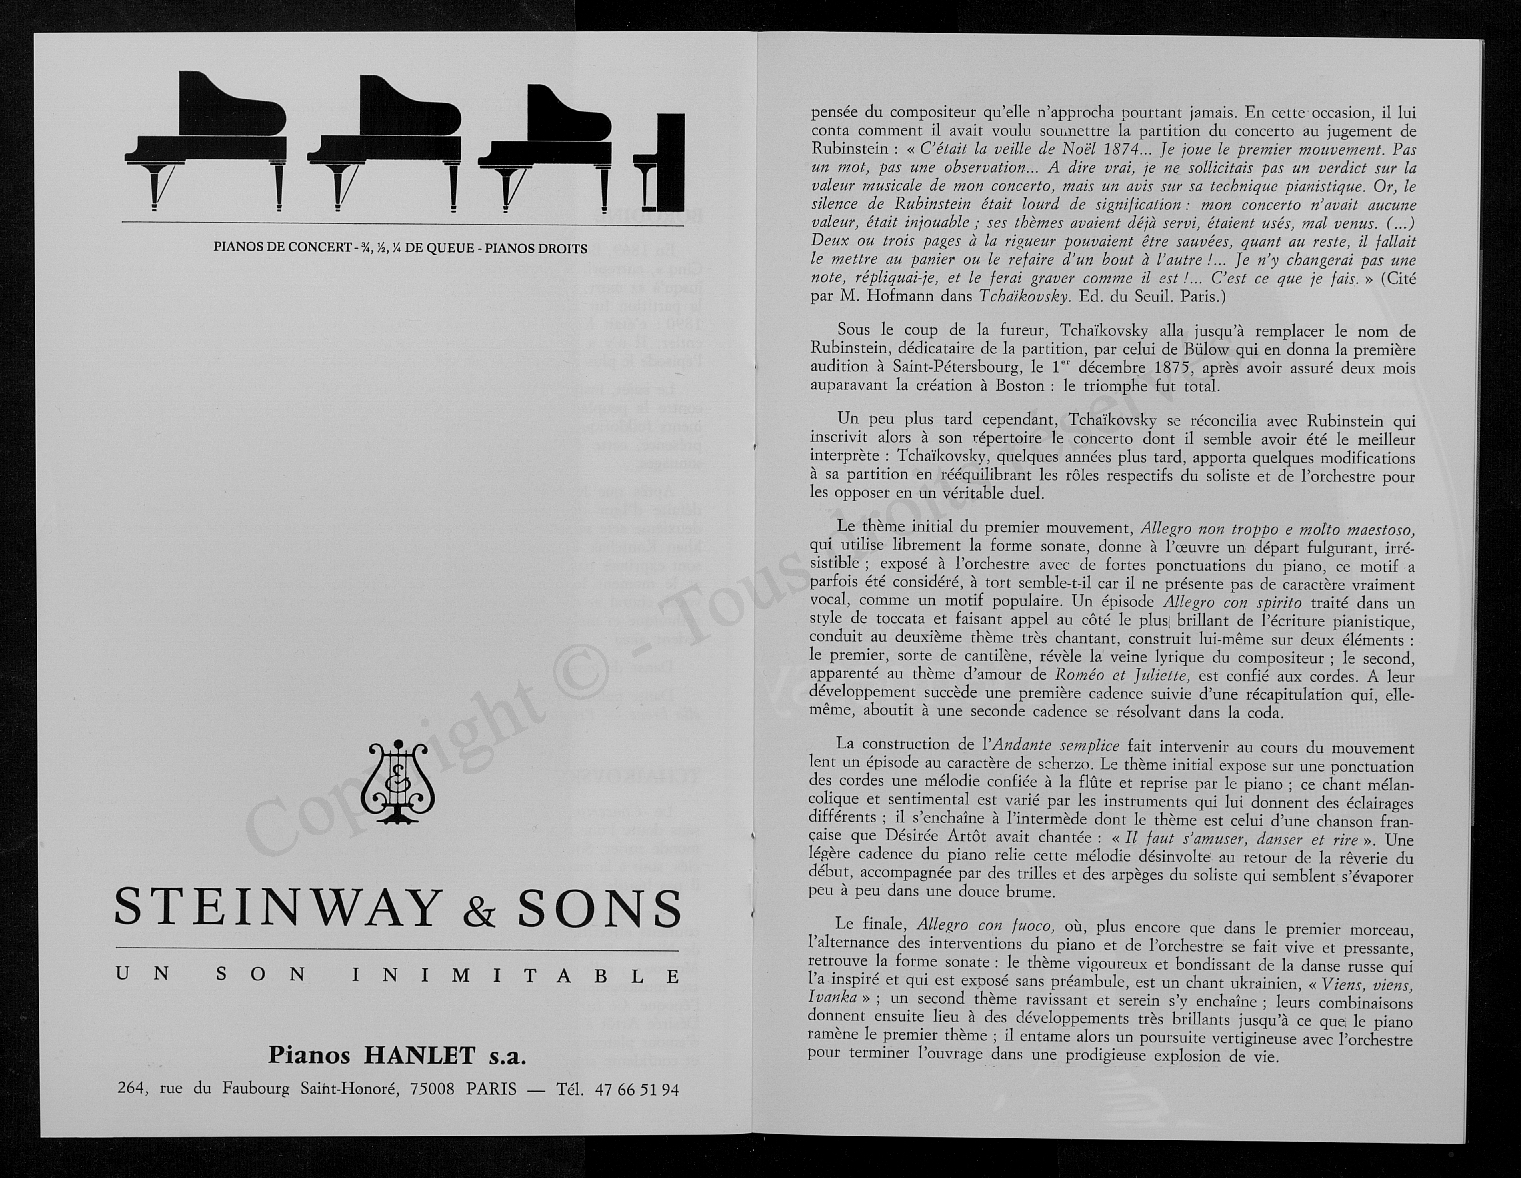 PIANOS DE CONCERT - ¾, ½, ¼ DE QUEUE - PIANOS DROITS
STEINWAY & SONS
UN SON INIMITABLE
Pianos HANLET s.a.
264, rue du Faubourg Saint-Honoré, 75008 PARIS — Tél. 47 66 51 94
pensée du compositeur qu'elle n'approcha pourtant jamais. En cette occasion, il lui
conta comment il avait voulu soumettre la partition du concerto au jugement de
Rubinstein : « C'était la veille de Noël 1874... Je joue le premier mouvement. Pas
un mot, pas une observation... A dire vrai, je ne sollicitais pas un verdict sur la
valeur musicale de mon concerto, mais un avis sur sa technique pianistique. Or, le
silence de Rubinstein était lourd de signification : mon concerto n'avait aucune
valeur, était injouable ; ses thèmes avaient déjà servi, étaient usés, mal venus. (...)
Deux ou trois pages à la rigueur pouvaient être sauvées, quant au reste, il fallait
le mettre au panier ou le refaire d'un bout à l'autre !... Je n'y changerai pas une
note, répliquai-je, et le ferai graver comme il est !... C'est ce que je fais. » (Cité
par M. Hofmann dans Tchaïkovsky. Ed. du Seuil. Paris.)
Sous le coup de la fureur, Tchaïkovsky alla jusqu'à remplacer le nom de
Rubinstein, dédicataire de la partition, par celui de Bülow qui en donna la première
audition à Saint-Pétersbourg, le 1er décembre 1875, après avoir assuré deux mois
auparavant la création à Boston : le triomphe fut total.
Un peu plus tard cependant, Tchaïkovsky se réconcilia avec Rubinstein qui
inscrivit alors à son répertoire le concerto dont il semble avoir été le meilleur
interprète : Tchaïkovsky, quelques années plus tard, apporta quelques modifications
à sa partition en rééquilibrant les rôles respectifs du soliste et de l'orchestre pour
les opposer en un véritable duel.
Le thème initial du premier mouvement, Allegro non troppo e molto maestoso,
qui utilise librement la forme sonate, donne à l'œuvre un départ fulgurant, irré-
sistible ; exposé à l'orchestre avec de fortes ponctuations du piano, ce motif a
parfois été considéré, à tort semble-t-il car il ne présente pas de caractère vraiment
vocal, comme un motif populaire. Un épisode Allegro con spirito traité dans un
style de toccata et faisant appel au côté le plus brillant de l'écriture pianistique,
conduit au deuxième thème très chantant, construit lui-même sur deux éléments :
le premier, sorte de cantilène, révèle la veine lyrique du compositeur ; le second,
apparenté au thème d'amour de Roméo et Juliette, est confié aux cordes. A leur
développement succède une première cadence suivie d'une récapitulation qui, elle-
même, aboutit à une seconde cadence se résolvant dans la coda.
La construction de l'Andante semplice fait intervenir au cours du mouvement
lent un épisode au caractère de scherzo. Le thème initial expose sur une ponctuation
des cordes une mélodie confiée à la flûte et reprise par le piano ; ce chant mélan-
colique et sentimental est varié par les instruments qui lui donnent des éclairages
différents ; il s'enchaîne à l'intermède dont le thème est celui d'une chanson fran-
çaise que Désirée Artôt avait chantée : « Il faut s'amuser, danser et rire ». Une
légère cadence du piano relie cette mélodie désinvolte au retour de la rêverie du
début, accompagnée par des trilles et des arpèges du soliste qui semblent s'évaporer
peu à peu dans une douce brume.
Le finale, Allegro con fuoco, où, plus encore que dans le premier morceau,
l'alternance des interventions du piano et de l'orchestre se fait vive et pressante,
retrouve la forme sonate : le thème vigoureux et bondissant de la danse russe qui
l'a inspiré et qui est exposé sans préambule, est un chant ukrainien, « Viens, viens,
Ivanka » ; un second thème ravissant et serein s'y enchaîne ; leurs combinaisons
donnent ensuite lieu à des développements très brillants jusqu'à ce que le piano
ramène le premier thème ; il entame alors un poursuite vertigineuse avec l'orchestre
pour terminer l'ouvrage dans une prodigieuse explosion de vie.
Copyright © - Tous droits réservés